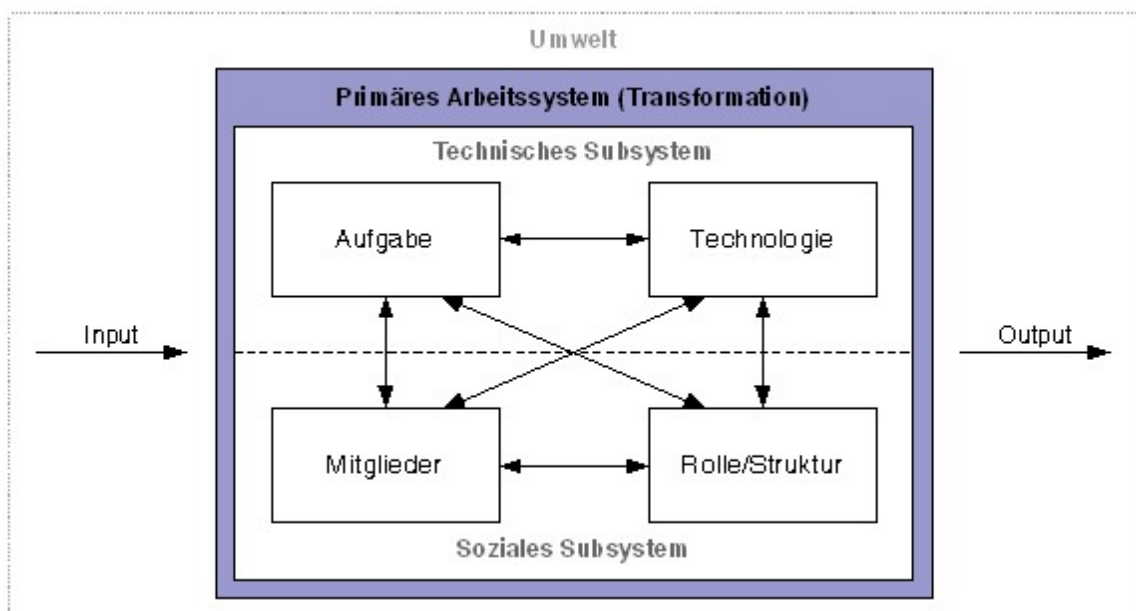 Umwelt
Primäres Arbeitssystem (Transformation)
Technisches Subsystem
Aufgabe
Technologie
Input
Output
Mitglieder
Rolle/Struktur
Soziales Subsystem